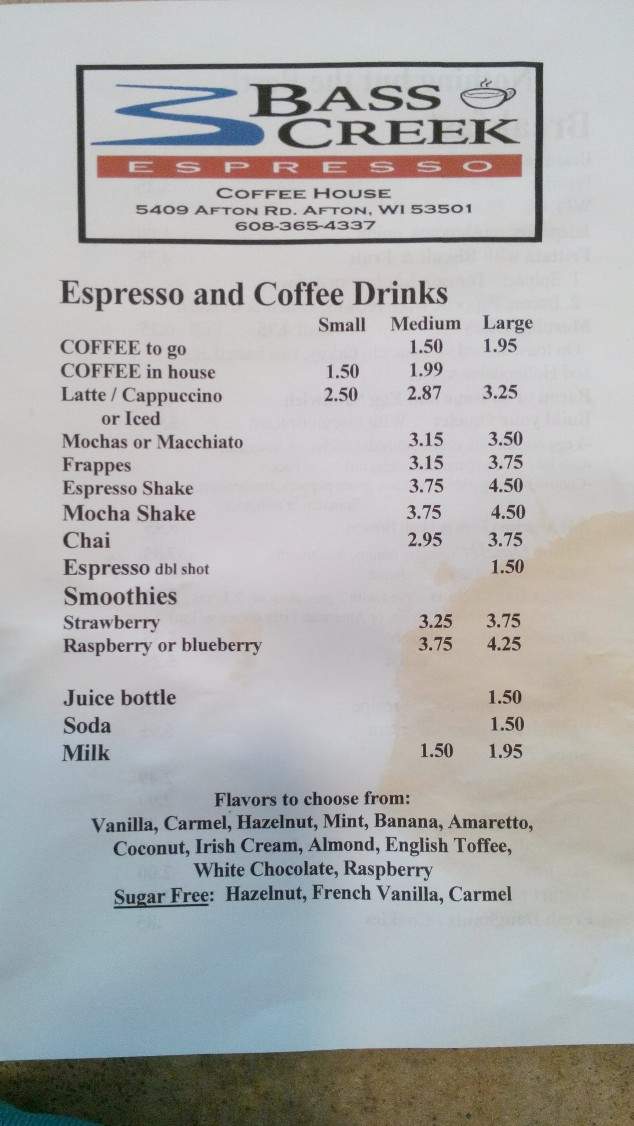 BASS
CREEK
ESPRESSO
COFFEE HOUSE
5409 AFTON RD. AFTON, WI 53501
608-365-4337
Espresso and Coffee Drinks
Small Medium Large
COFFEE to go 1.50 1.95
COFFEE in house 1.50 1.99
Latte / Cappuccino 2.50 2.87 3.25
or Iced
Mochas or Macchiato 3.15 3.50
Frappes 3.15 3.75
Espresso Shake 3.75 4.50
Mocha Shake 3.75 4.50
Chai 2.95 3.75
Espresso dbl shot 1.50
Smoothies
Strawberry 3.25 3.75
Raspberry or blueberry 3.75 4.25
Juice bottle 1.50
Soda 1.50
Milk 1.50 1.95
Flavors to choose from:
Vanilla, Carmel, Hazelnut, Mint, Banana, Amaretto,
Coconut, Irish Cream, Almond, English Toffee,
White Chocolate, Raspberry
Sugar Free: Hazelnut, French Vanilla, Carmel